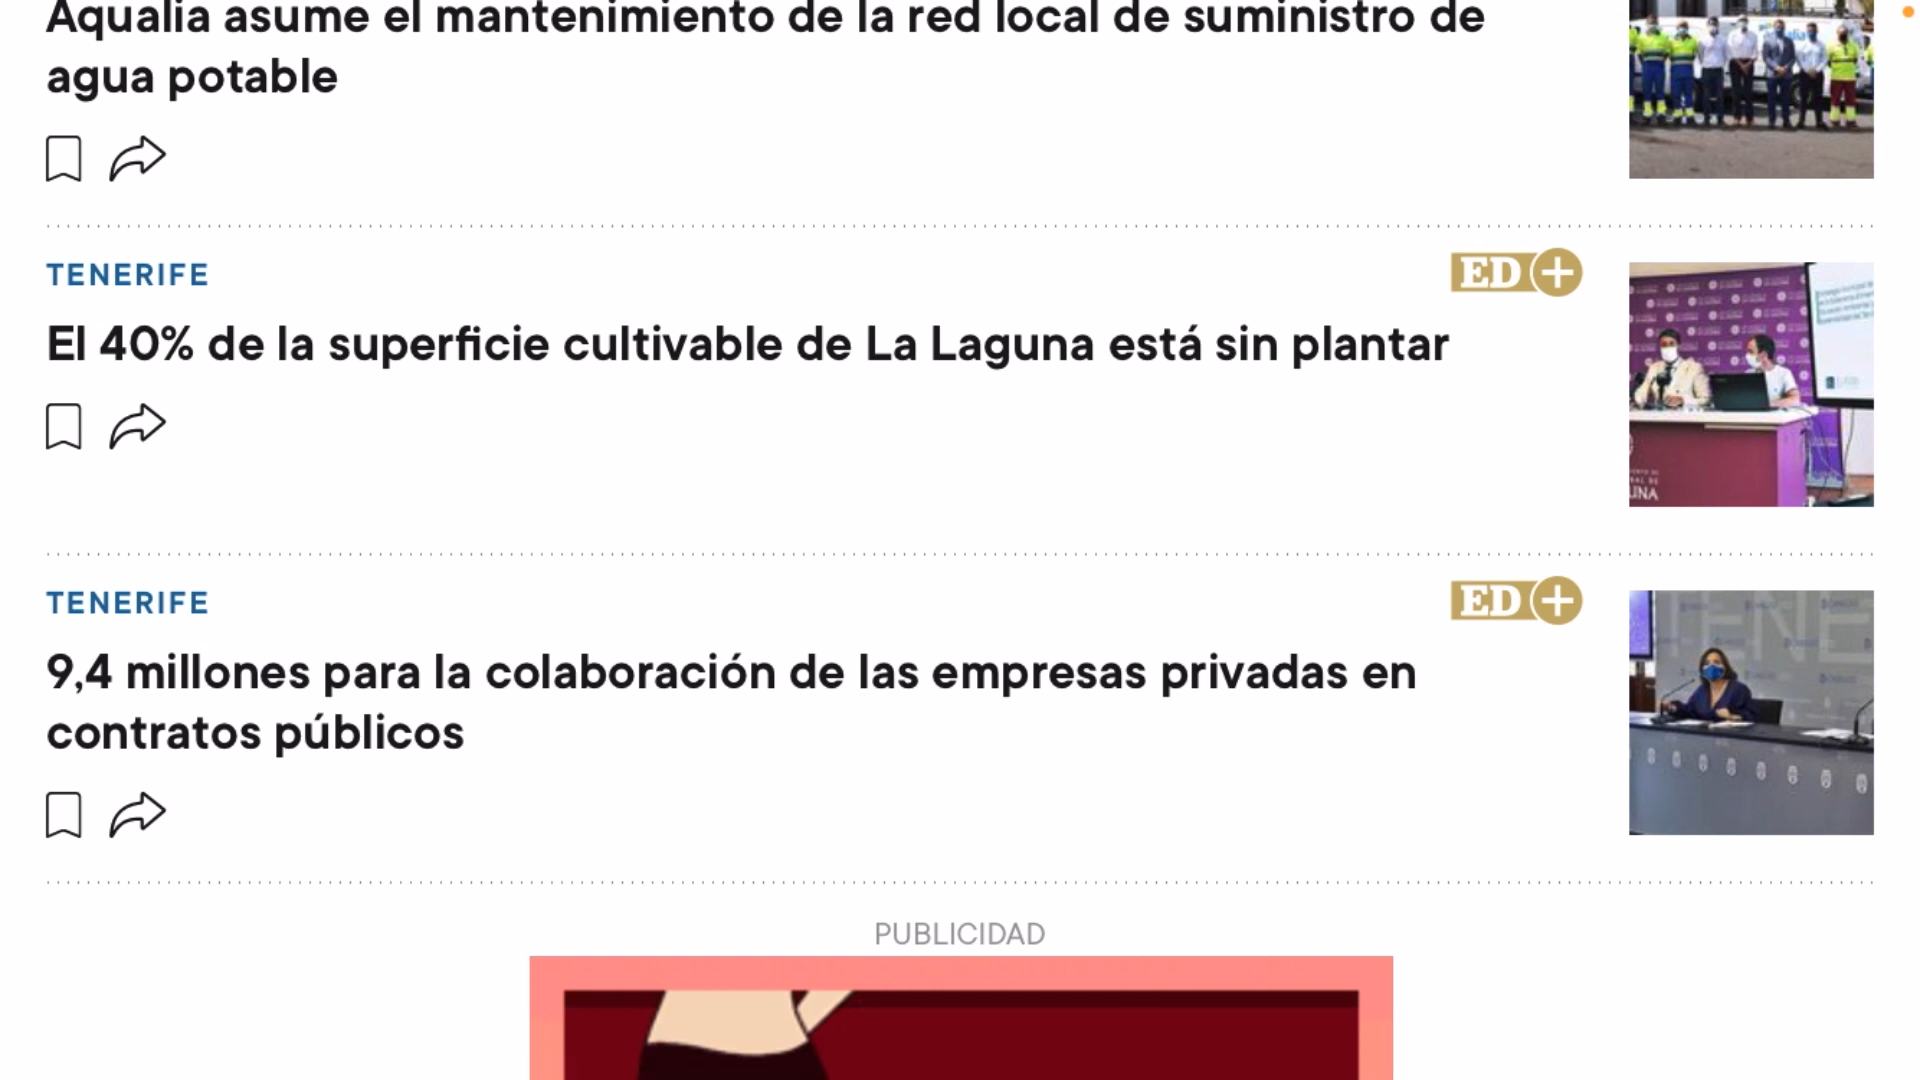 Aqualia asume el mantenimiento de la red local de suministro de
agua potable
TENERIFE
ED+
El 40% de la superficie cultivable de La Laguna está sin plantar
UNA
TENERIFE
ED+
TENE
9,4 millones para la colaboración de las empresas privadas en
contratos públicos
PUBLICIDAD